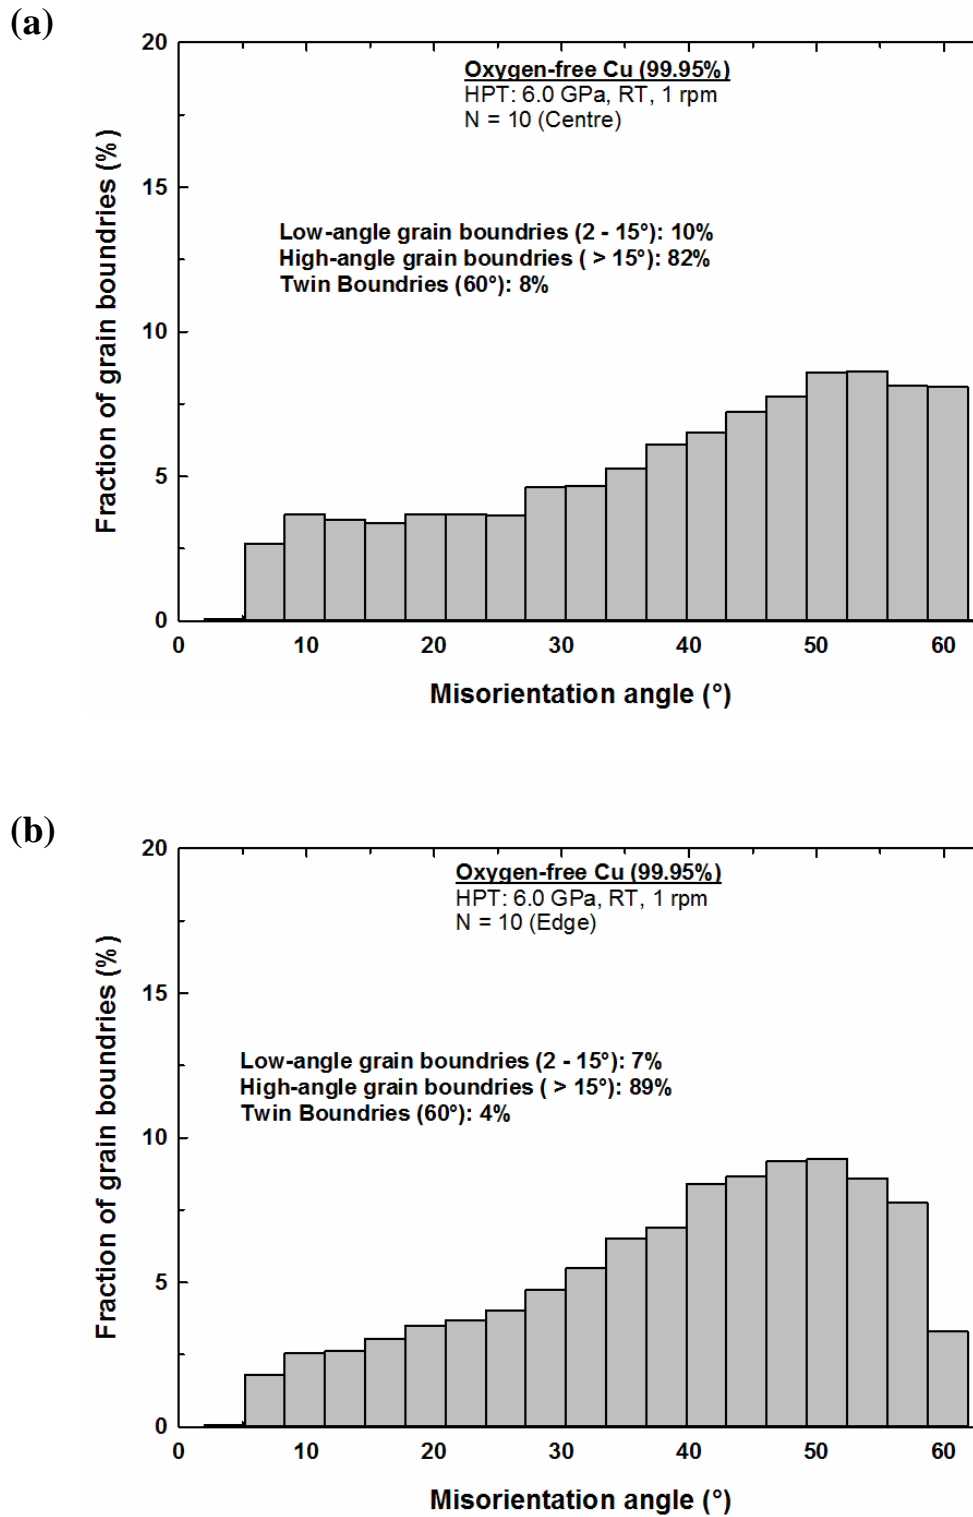 (a)
20
15
10
5
0
Fraction of grain boundries (%)
Oxygen-free Cu (99.95%)
HPT: 6.0 GPa, RT, 1 rpm
N = 10 (Centre)
Low-angle grain boundries (2 - 15°): 10%
High-angle grain boundries ( > 15°): 82%
Twin Boundries (60°): 8%
0 10 20 30 40 50 60
Misorientation angle (°)
(b)
20
15
10
5
0
Fraction of grain boundries (%)
Oxygen-free Cu (99.95%)
HPT: 6.0 GPa, RT, 1 rpm
N = 10 (Edge)
Low-angle grain boundries (2 - 15°): 7%
High-angle grain boundries ( > 15°): 89%
Twin Boundries (60°): 4%
0 10 20 30 40 50 60
Misorientation angle (°)